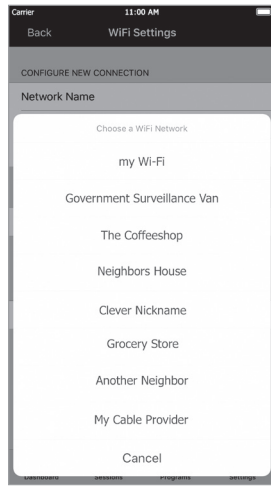 Carrier 11:00 AM
Back WiFi Settings
CONFIGURE NEW CONNECTION
Network Name
Choose a WiFi Network
my Wi-Fi
Government Surveillance Van
The Coffeeshop
Neighbors House
Clever Nickname
Grocery Store
Another Neighbor
My Cable Provider
Cancel
Dashboard Sessions Programs Settings